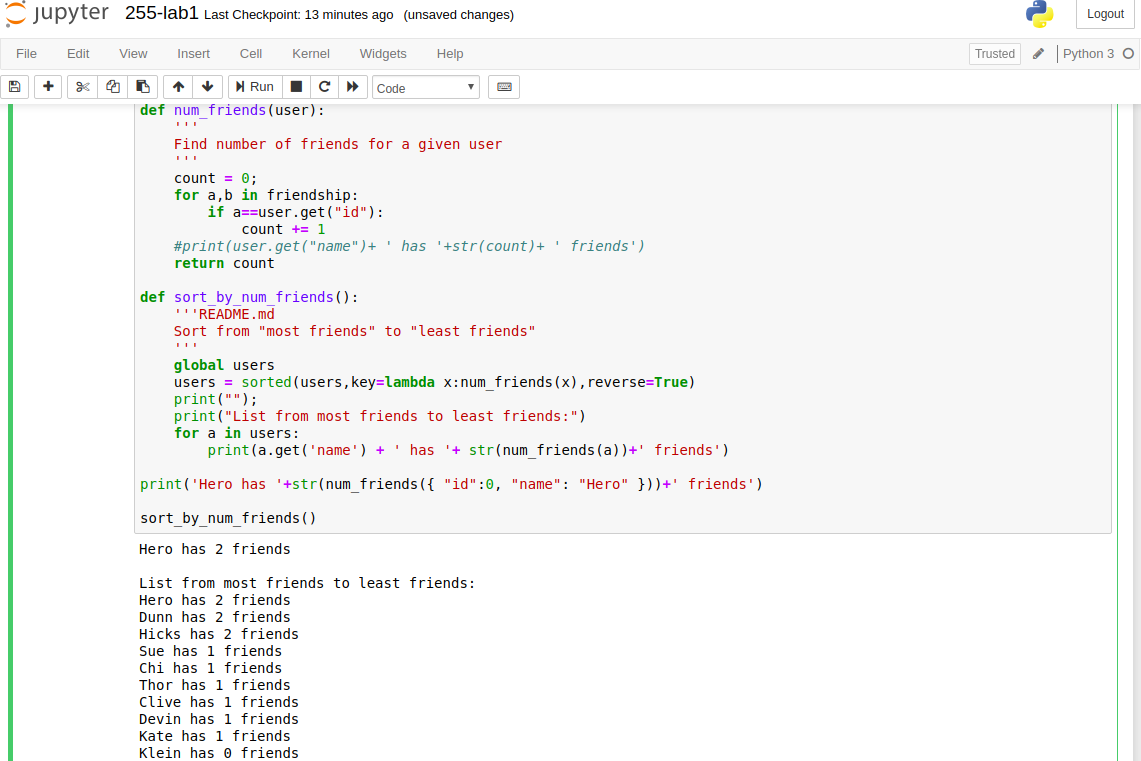 jupyter 255-lab1 Last Checkpoint: 13 minutes ago (unsaved changes) Logout
File Edit View Insert Cell Kernel Widgets Help Trusted Python 3
Run Code
def num_friends(user):
    '''
    Find number of friends for a given user
    '''
    count = 0;
    for a,b in friendship:
        if a==user.get("id"):
            count += 1
    #print(user.get("name")+ ' has '+str(count)+ ' friends')
    return count
def sort_by_num_friends():
    '''README.md
    Sort from "most friends" to "least friends"
    '''
    global users
    users = sorted(users,key=lambda x:num_friends(x),reverse=True)
    print("");
    print("List from most friends to least friends:")
    for a in users:
        print(a.get('name') + ' has '+ str(num_friends(a))+' friends')
print('Hero has '+str(num_friends({ "id":0, "name": "Hero" }))+' friends')
sort_by_num_friends()
Hero has 2 friends
List from most friends to least friends:
Hero has 2 friends
Dunn has 2 friends
Hicks has 2 friends
Sue has 1 friends
Chi has 1 friends
Thor has 1 friends
Clive has 1 friends
Devin has 1 friends
Kate has 1 friends
Klein has 0 friends